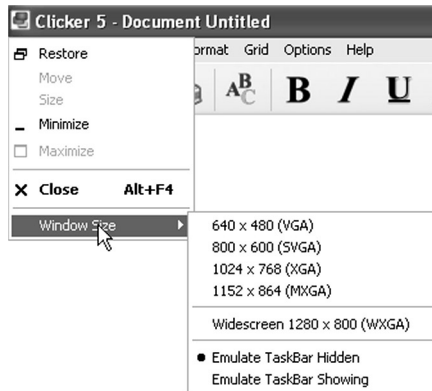 Clicker 5 - Document Untitled
Restore
ormat Grid Options Help
Move
Size
ABC B I U
Minimize
Maximize
Close Alt+F4
Window Size
640 x 480 (VGA)
800 x 600 (SVGA)
1024 x 768 (XGA)
1152 x 864 (MXGA)
Widescreen 1280 x 800 (WXGA)
Emulate TaskBar Hidden
Emulate TaskBar Showing